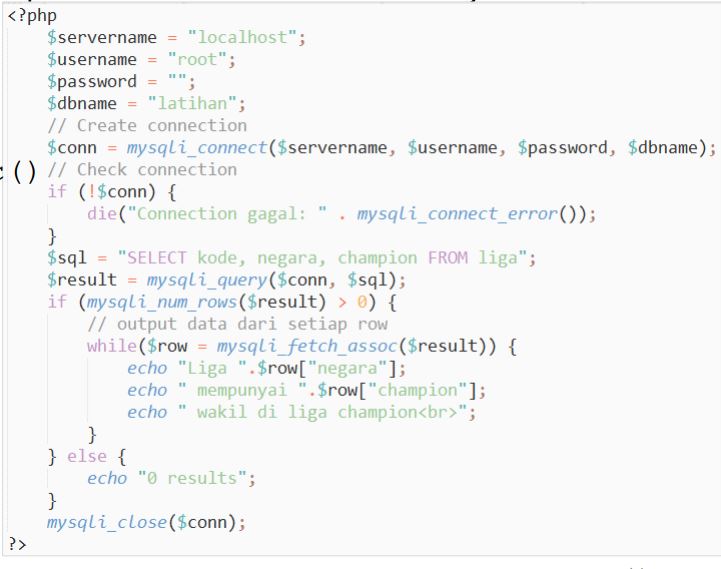 <?php
    $servername = "localhost";
    $username = "root";
    $password = "";
    $dbname = "latihan";
    // Create connection
    $conn = mysqli_connect($servername, $username, $password, $dbname);
() // Check connection
    if (!$conn) {
        die("Connection gagal: " . mysqli_connect_error());
    }
    $sql = "SELECT kode, negara, champion FROM liga";
    $result = mysqli_query($conn, $sql);
    if (mysqli_num_rows($result) > 0) {
        // output data dari setiap row
        while($row = mysqli_fetch_assoc($result)) {
            echo "Liga ".$row["negara"];
            echo " mempunyai ".$row["champion"];
            echo " wakil di liga champion<br>";
        }
    } else {
        echo "0 results";
    }
    mysqli_close($conn);
?>